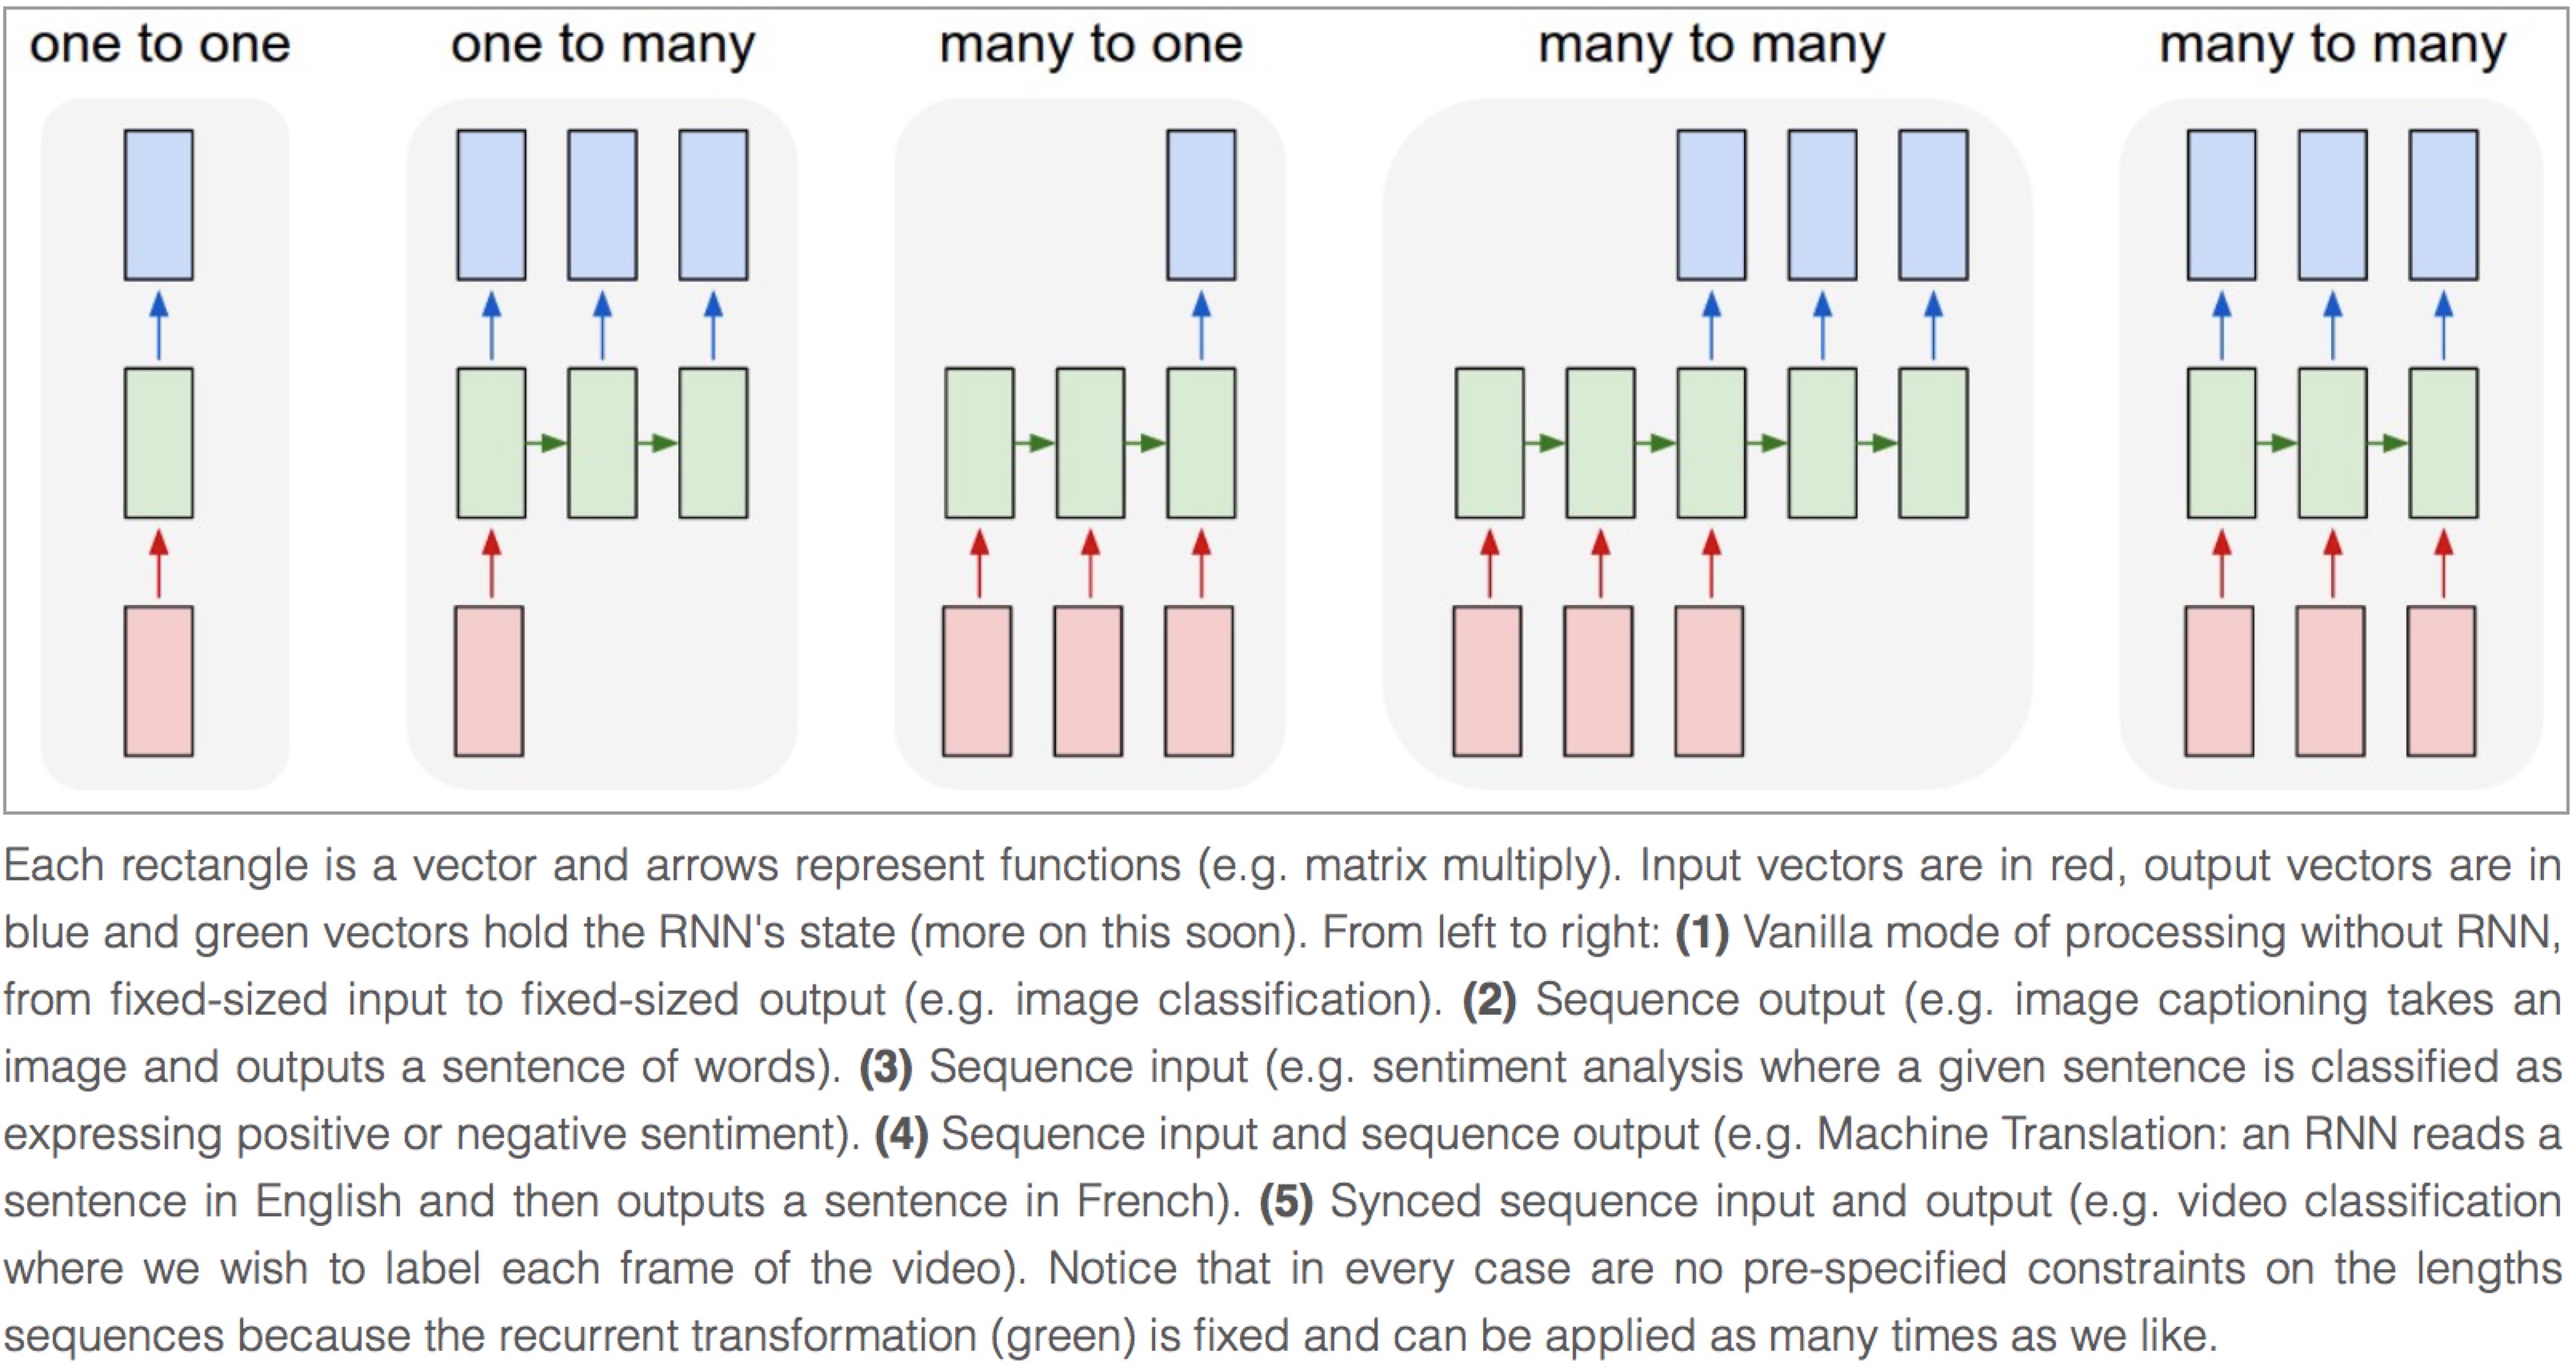 one to one one to many many to one many to many many to many
Each rectangle is a vector and arrows represent functions (e.g. matrix multiply). Input vectors are in red, output vectors are in
blue and green vectors hold the RNN's state (more on this soon). From left to right: (1) Vanilla mode of processing without RNN,
from fixed-sized input to fixed-sized output (e.g. image classification). (2) Sequence output (e.g. image captioning takes an
image and outputs a sentence of words). (3) Sequence input (e.g. sentiment analysis where a given sentence is classified as
expressing positive or negative sentiment). (4) Sequence input and sequence output (e.g. Machine Translation: an RNN reads a
sentence in English and then outputs a sentence in French). (5) Synced sequence input and output (e.g. video classification
where we wish to label each frame of the video). Notice that in every case are no pre-specified constraints on the lengths
sequences because the recurrent transformation (green) is fixed and can be applied as many times as we like.